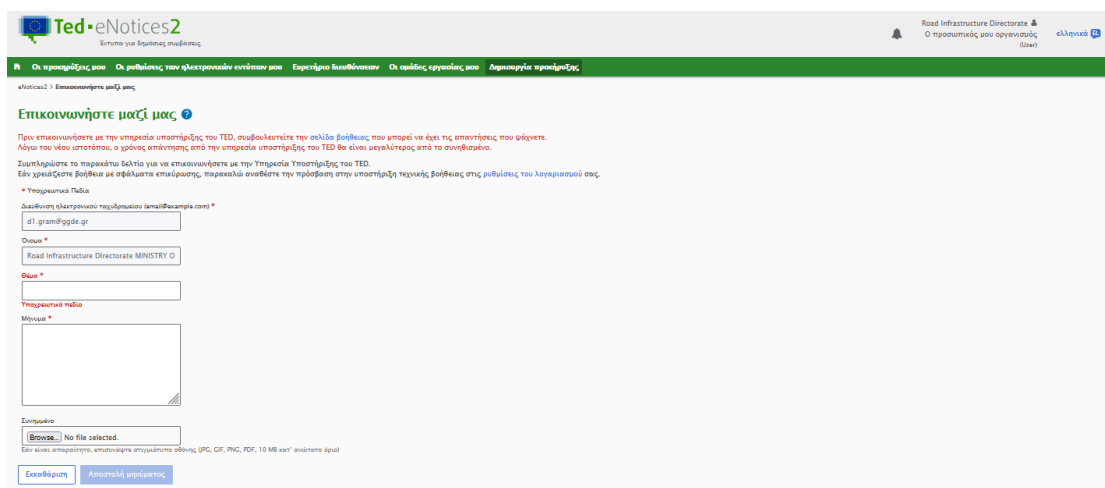 Ted eNotices2
Έντυπα για δημόσιες συμβάσεις
Road Infrastructure Directorate
Ο προσωπικός μου οργανισμός
(User)
ελληνικά EL
Οι προκηρύξεις μου Οι ρυθμίσεις των ηλεκτρονικών εντύπων μου Ευρετήριο διευθύνσεων Οι ομάδες εργασίας μου Δημιουργία προκήρυξης
eNotices2 > Επικοινωνήστε μαζί μας
Επικοινωνήστε μαζί μας ?
Πριν επικοινωνήσετε με την υπηρεσία υποστήριξης του TED, συμβουλευτείτε την σελίδα βοήθειας που μπορεί να έχει τις απαντήσεις που ψάχνετε.
Λόγω του νέου ιστοτόπου, ο χρόνος απάντησης από την υπηρεσία υποστήριξης του TED θα είναι μεγαλύτερος από το συνηθισμένο.
Συμπληρώστε το παρακάτω δελτίο για να επικοινωνήσετε με την Υπηρεσία Υποστήριξης του TED.
Εάν χρειάζεστε βοήθεια με σφάλματα επικύρωσης, παρακαλώ αναθέστε την πρόσβαση στην υποστήριξη τεχνικής βοήθειας στις ρυθμίσεις του λογαριασμού σας.
* Υποχρεωτικά Πεδία
Διεύθυνση ηλεκτρονικού ταχυδρομείου (email@example.com) *
d1.gram@ggde.gr
Όνομα *
Road Infrastructure Directorate MINISTRY O
Θέμα *
Υποχρεωτικό πεδίο
Μήνυμα *
Συνημμένο
Browse... No file selected.
Εάν είναι απαραίτητο, επισυνάψτε στιγμιότυπο οθόνης (JPG, GIF, PNG, PDF, 10 MB κατ' ανώτατο όριο)
Εκκαθάριση Αποστολή μηνύματος